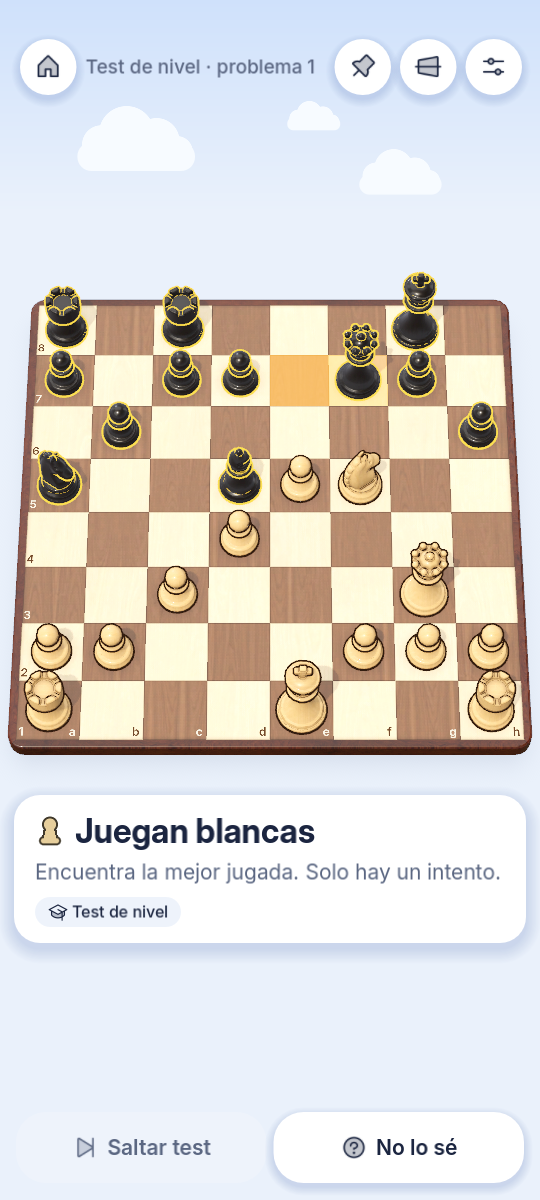 Test de nivel · problema 1
8
7
6
5
4
3
2
1 a b c d e f g h
Juegan blancas
Encuentra la mejor jugada. Solo hay un intento.
Test de nivel
Saltar test
No lo sé